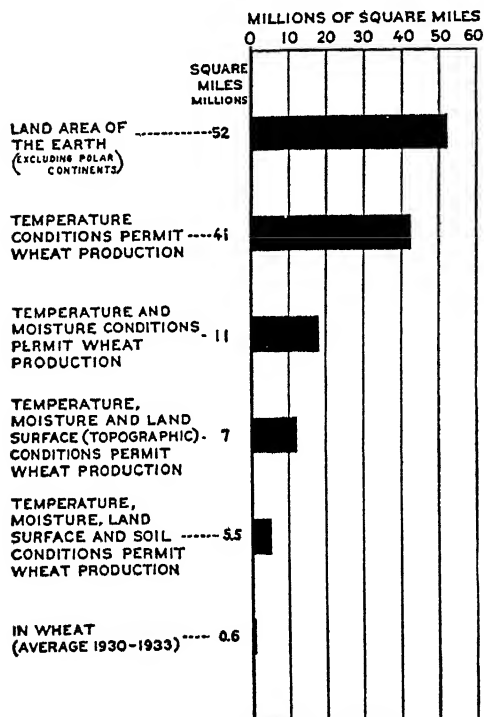 MILLIONS OF SQUARE MILES
0 10 20 30 40 50 60
SQUARE
MILES
MILLIONS
LAND AREA OF
THE EARTH
(EXCLUDING POLAR
CONTINENTS)
52
TEMPERATURE
CONDITIONS PERMIT
WHEAT PRODUCTION
41
TEMPERATURE AND
MOISTURE CONDITIONS
PERMIT WHEAT
PRODUCTION
11
TEMPERATURE,
MOISTURE AND LAND
SURFACE (TOPOGRAPHIC)
CONDITIONS PERMIT
WHEAT PRODUCTION
7
TEMPERATURE,
MOISTURE, LAND
SURFACE AND SOIL
CONDITIONS PERMIT
WHEAT PRODUCTION
5.5
IN WHEAT
(AVERAGE 1930-1933)
0.6